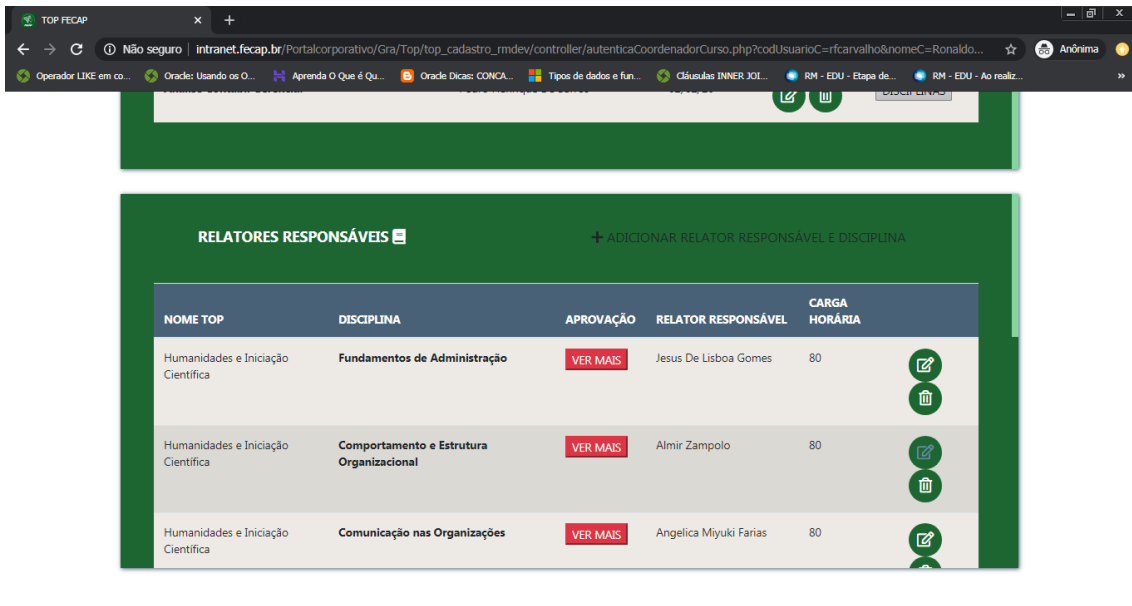 TOP FECAP
Não seguro | intranet.fecap.br/Portalcorporativo/Gra/Top/top_cadastro_rmdev/controller/autenticaCoordenadorCurso.php?codUsuarioC=rfcarvalho&nomeC=Ronaldo...
Anônima
Operador LIKE em co... Oracle: Usando os O... Aprenda O Que é Qu... Oracle Dicas: CONCA... Tipos de dados e fun... Cláusulas INNER JOI... RM - EDU - Etapa de... RM - EDU - Ao realiz... »
DISCIPLINAS
RELATORES RESPONSÁVEIS
+ ADICIONAR RELATOR RESPONSÁVEL E DISCIPLINA
NOME TOP DISCIPLINA APROVAÇÃO RELATOR RESPONSÁVEL CARGA
HORÁRIA
Humanidades e Iniciação Fundamentos de Administração VER MAIS Jesus De Lisboa Gomes 80
Científica
Humanidades e Iniciação Comportamento e Estrutura VER MAIS Almir Zampolo 80
Científica Organizacional
Humanidades e Iniciação Comunicação nas Organizações VER MAIS Angelica Miyuki Farias 80
Científica